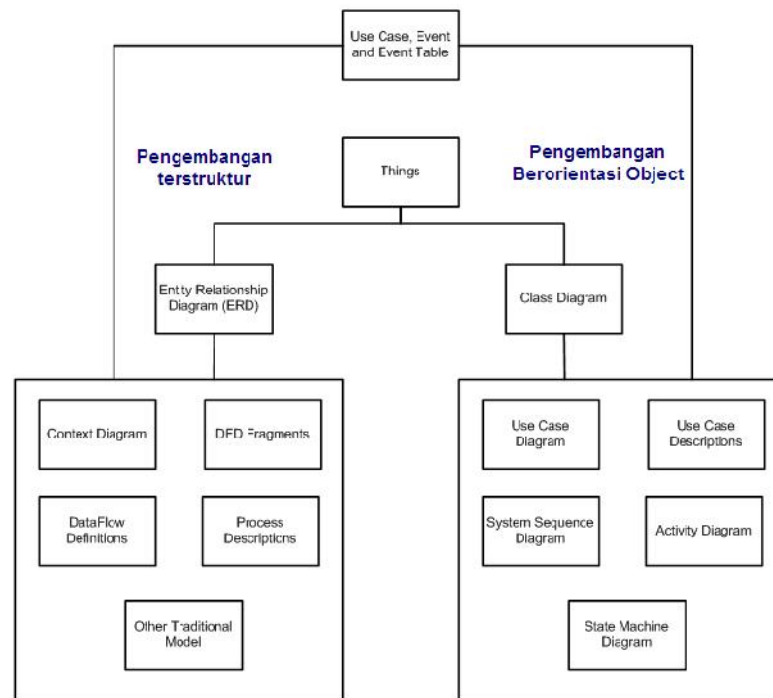 Use Case, Event
and Event Table
Pengembangan
terstruktur
Things
Pengembangan
Berorientasi Object
Entty Relationship
Diagram (ERD)
Class Diagram
Context Diagram
DFD Fragments
DataFlow
Definitions
Process
Descriptions
Other Traditional
Model
Use Case
Diagram
Use Case
Descriptions
System Sequence
Diagram
Activity Diagram
State Machine
Diagram